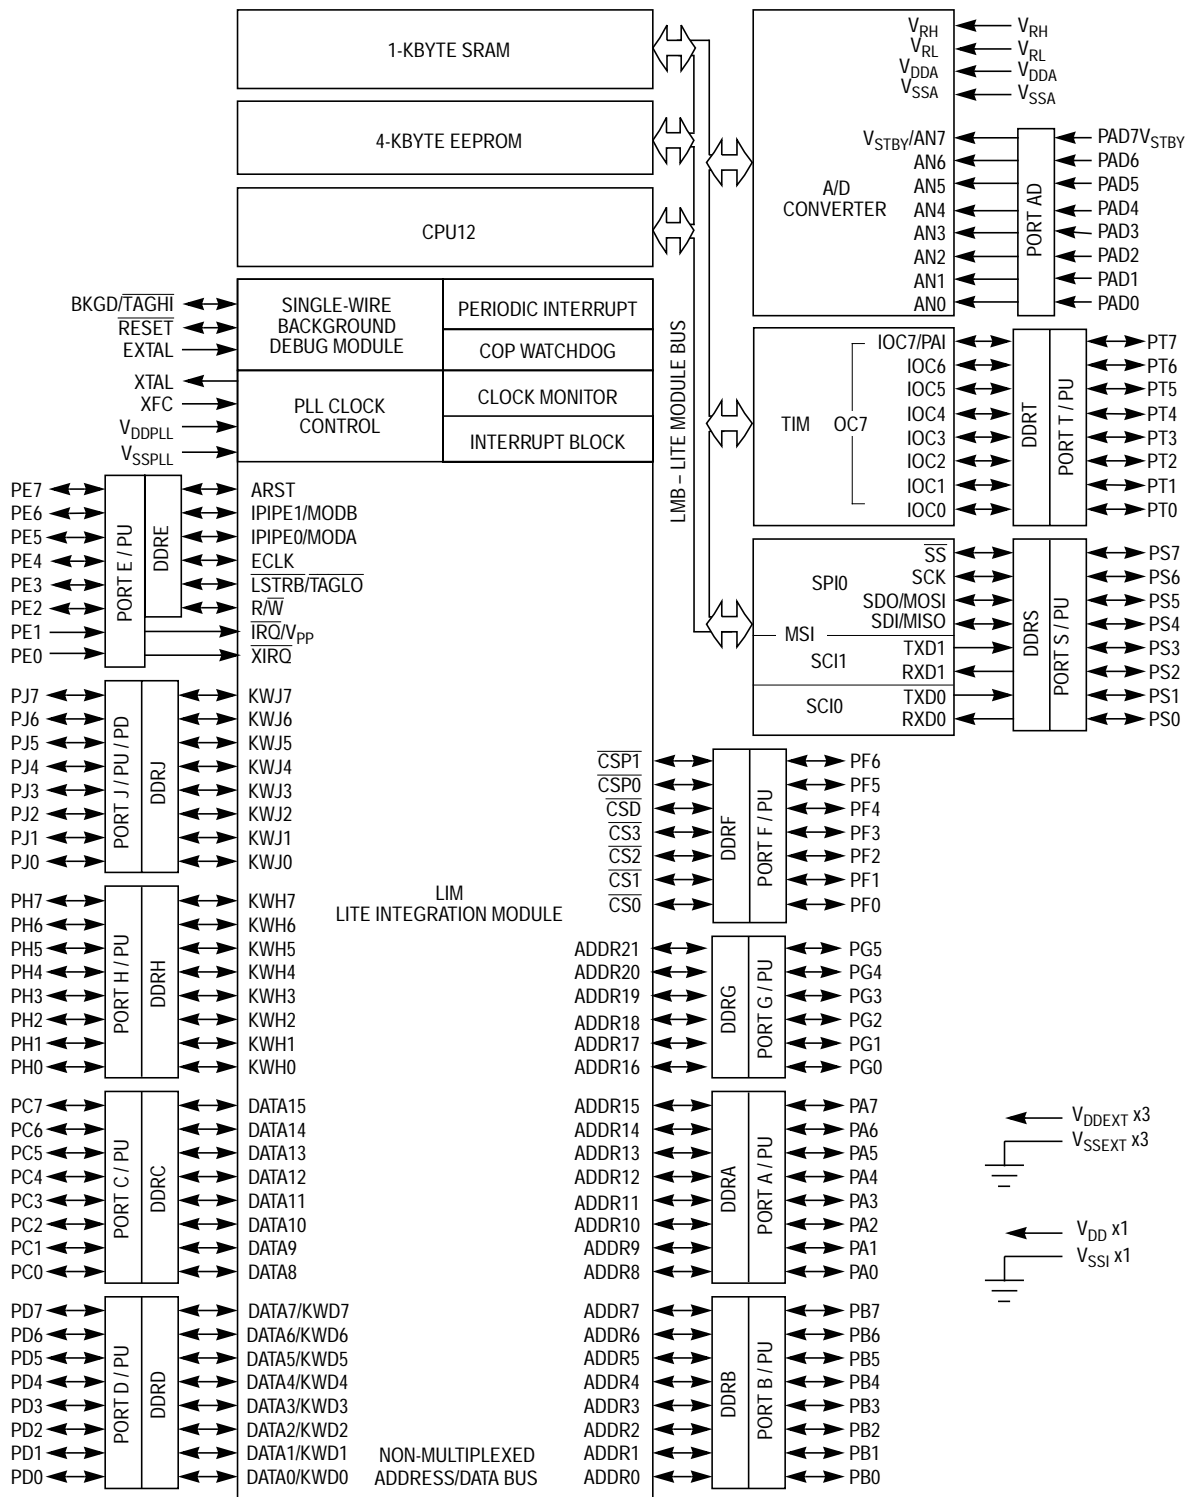 1-KBYTE SRAM
4-KBYTE EEPROM
CPU12
BKGD/TAGHI
RESET
EXTAL
SINGLE-WIRE
BACKGROUND
DEBUG MODULE
PERIODIC INTERRUPT
COP WATCHDOG
XTAL
XFC
VDDPLL
VSSPLL
PLL CLOCK
CONTROL
CLOCK MONITOR
INTERRUPT BLOCK
LMB – LITE MODULE BUS
A/D
CONVERTER
VRH VRH
VRL VRL
VDDA VDDA
VSSA VSSA
PORT AD
VSTBY/AN7 PAD7VSTBY
AN6 PAD6
AN5 PAD5
AN4 PAD4
AN3 PAD3
AN2 PAD2
AN1 PAD1
AN0 PAD0
TIM OC7
DDRT
PORT T / PU
IOC7/PAI PT7
IOC6 PT6
IOC5 PT5
IOC4 PT4
IOC3 PT3
IOC2 PT2
IOC1 PT1
IOC0 PT0
SPI0
MSI
SCI1
SCI0
DDRS
PORT S / PU
SS PS7
SCK PS6
SDO/MOSI PS5
SDI/MISO PS4
TXD1 PS3
RXD1 PS2
TXD0 PS1
RXD0 PS0
PORT E / PU
DDRE
PE7 ARST
PE6 IPIPE1/MODB
PE5 IPIPE0/MODA
PE4 ECLK
PE3 LSTRB/TAGLO
PE2 R/W
PE1 IRQ/VPP
PE0 XIRQ
PORT J / PU / PD
DDRJ
PJ7 KWJ7
PJ6 KWJ6
PJ5 KWJ5
PJ4 KWJ4
PJ3 KWJ3
PJ2 KWJ2
PJ1 KWJ1
PJ0 KWJ0
DDRF
PORT F / PU
CSP1 PF6
CSP0 PF5
CSD PF4
CS3 PF3
CS2 PF2
CS1 PF1
CS0 PF0
LIM
LITE INTEGRATION MODULE
PORT H / PU
DDRH
PH7 KWH7
PH6 KWH6
PH5 KWH5
PH4 KWH4
PH3 KWH3
PH2 KWH2
PH1 KWH1
PH0 KWH0
DDRG
PORT G / PU
ADDR21 PG5
ADDR20 PG4
ADDR19 PG3
ADDR18 PG2
ADDR17 PG1
ADDR16 PG0
PORT C / PU
DDRC
PC7 DATA15
PC6 DATA14
PC5 DATA13
PC4 DATA12
PC3 DATA11
PC2 DATA10
PC1 DATA9
PC0 DATA8
DDRA
PORT A / PU
ADDR15 PA7
ADDR14 PA6
ADDR13 PA5
ADDR12 PA4
ADDR11 PA3
ADDR10 PA2
ADDR9 PA1
ADDR8 PA0
VDDEXT x3
VSSEXT x3
VDD x1
VSSI x1
PORT D / PU
DDRD
PD7 DATA7/KWD7
PD6 DATA6/KWD6
PD5 DATA5/KWD5
PD4 DATA4/KWD4
PD3 DATA3/KWD3
PD2 DATA2/KWD2
PD1 DATA1/KWD1
PD0 DATA0/KWD0
NON-MULTIPLEXED
ADDRESS/DATA BUS
DDRB
PORT B / PU
ADDR7 PB7
ADDR6 PB6
ADDR5 PB5
ADDR4 PB4
ADDR3 PB3
ADDR2 PB2
ADDR1 PB1
ADDR0 PB0